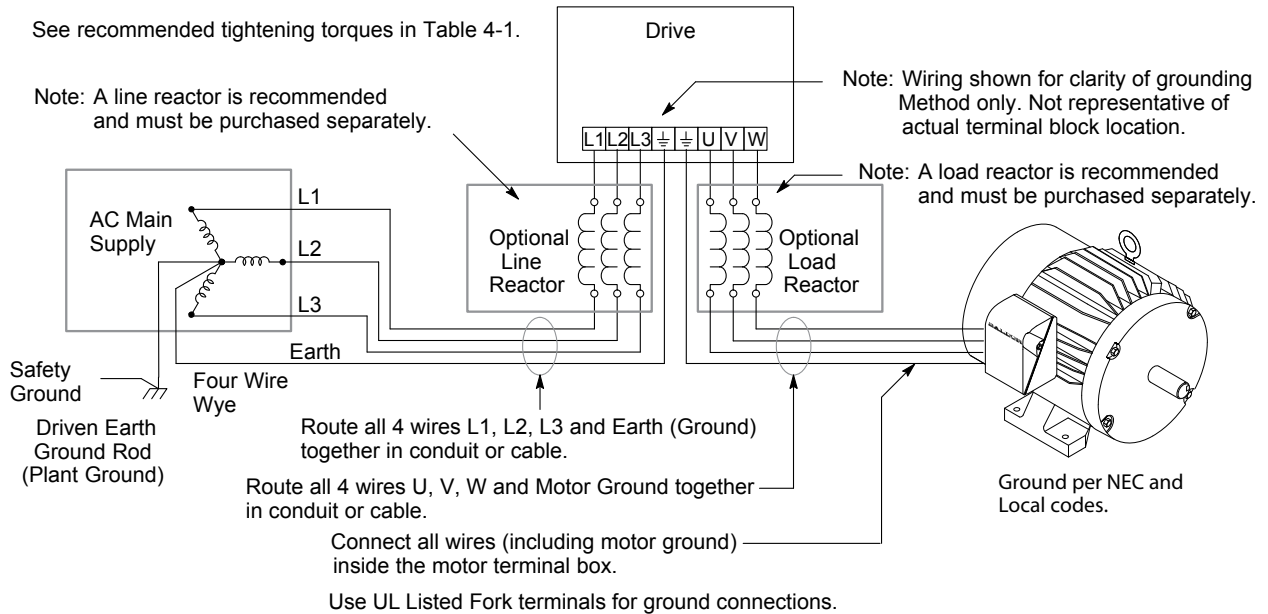 See recommended tightening torques in Table 4-1.
Drive
Note: A line reactor is recommended
and must be purchased separately.
Note: Wiring shown for clarity of grounding
Method only. Not representative of
actual terminal block location.
L1 L2 L3 U V W
Note: A load reactor is recommended
and must be purchased separately.
AC Main
Supply
L1
L2
L3
Earth
Optional
Line
Reactor
Optional
Load
Reactor
Safety
Ground
Four Wire
Wye
Driven Earth
Ground Rod
(Plant Ground)
Route all 4 wires L1, L2, L3 and Earth (Ground)
together in conduit or cable.
Route all 4 wires U, V, W and Motor Ground together
in conduit or cable.
Connect all wires (including motor ground)
inside the motor terminal box.
Use UL Listed Fork terminals for ground connections.
Ground per NEC and
Local codes.